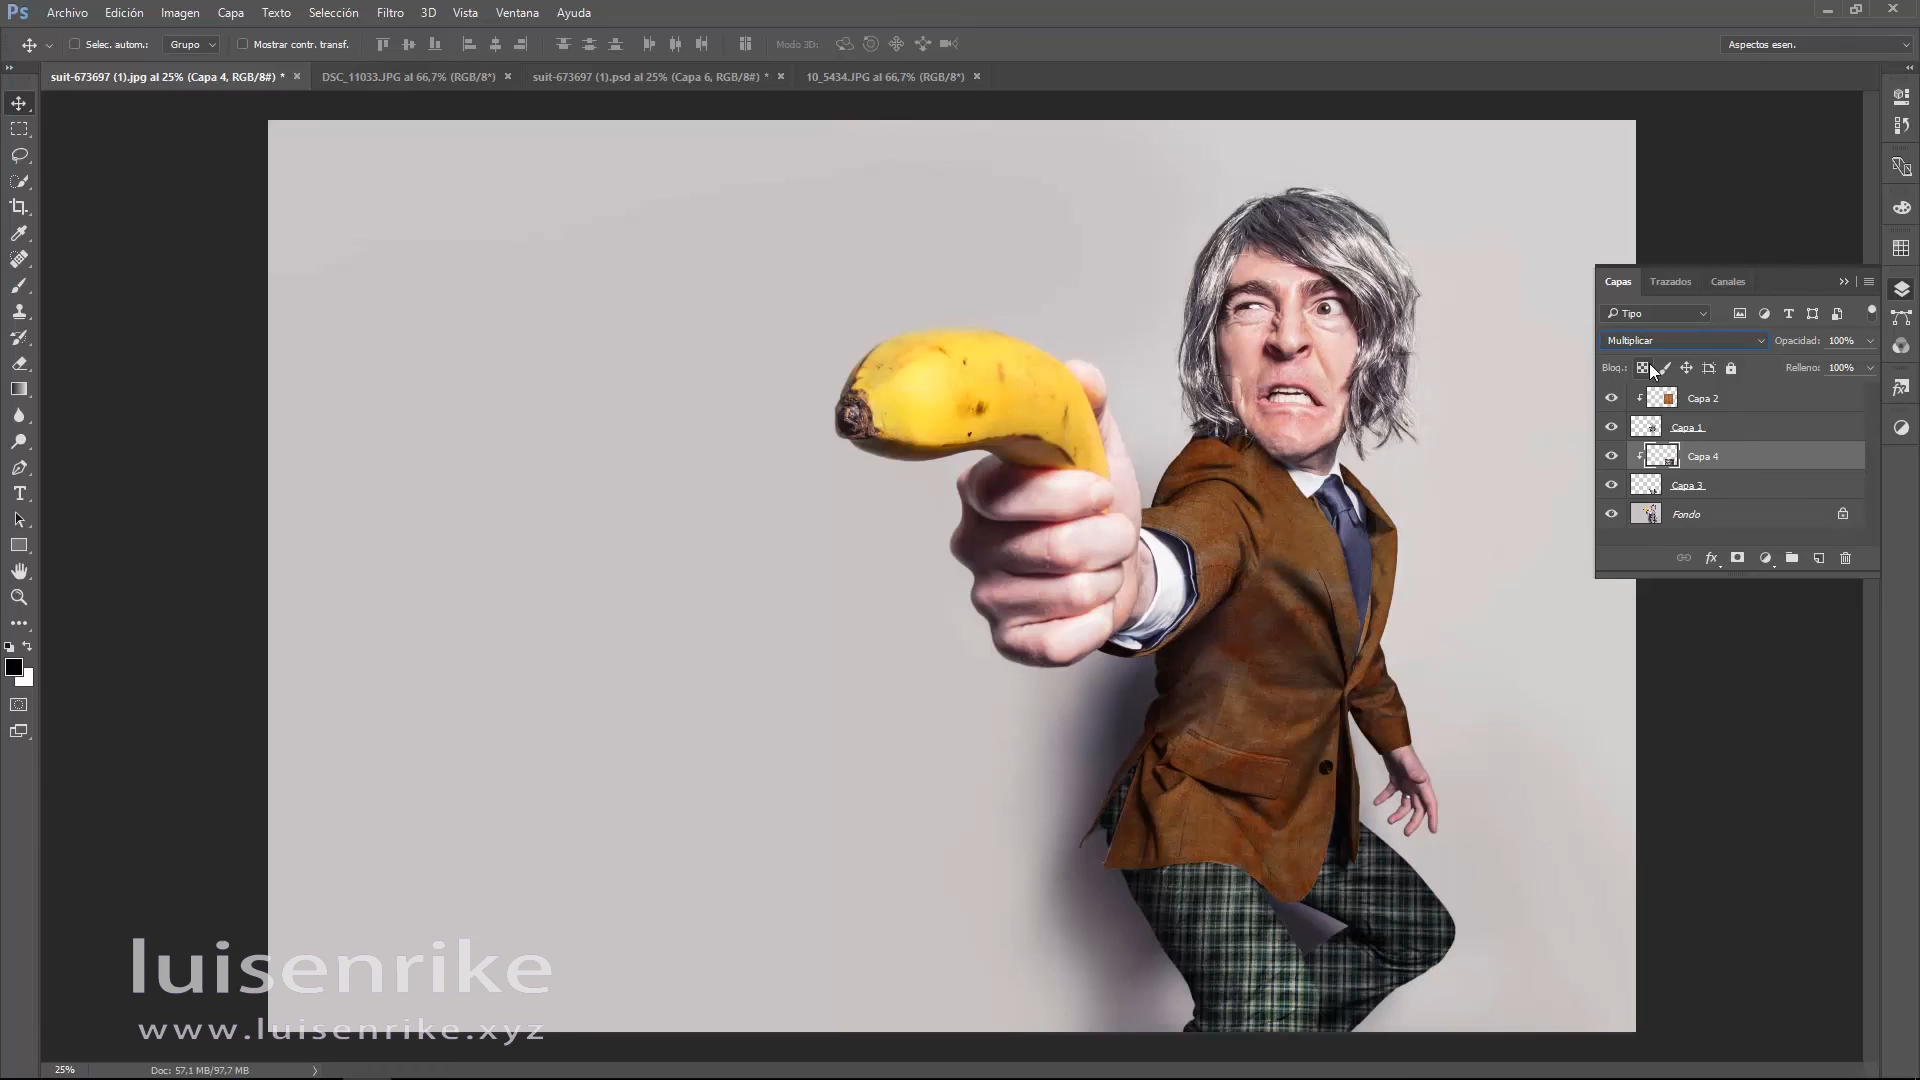 Ps Archivo Edición Imagen Capa Texto Selección Filtro 3D Vista Ventana Ayuda
Selec. autom.: Grupo Mostrar contr. transf. Modo 3D: Aspectos esen.
suit-673697 (1).jpg al 25% (Capa 4, RGB/8#) * × DSC_11033.JPG al 66,7% (RGB/8*) × suit-673697 (1).psd al 25% (Capa 6, RGB/8#) * × 10_5434.JPG al 66,7% (RGB/8*) ×
Capas Trazados Canales
Tipo
Multiplicar Opacidad: 100%
Bloq.: Relleno: 100%
Capa 2
Capa 1
Capa 4
Capa 3
Fondo
fx
luisenrike
www.luisenrike.xyz
25% Doc: 57,1 MB/97,7 MB